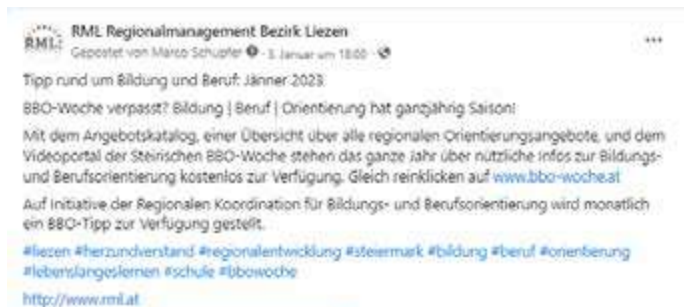 RML Regionalmanagement Bezirk Liezen
RML
Gepostet von Marco Schupfer · 3. Januar um 18:00 ·
Tipp rund um Bildung und Beruf: Jänner 2023
BBO-Woche verpasst? Bildung | Beruf | Orientierung hat ganzjährig Saison!
Mit dem Angebotskatalog, einer Übersicht über alle regionalen Orientierungsangebote, und dem
Videoportal der Steirischen BBO-Woche stehen das ganze Jahr über nützliche Infos zur Bildungs-
und Berufsorientierung kostenlos zur Verfügung. Gleich reinklicken auf www.bbo-woche.at
Auf Initiative der Regionalen Koordination für Bildungs- und Berufsorientierung wird monatlich
ein BBO-Tipp zur Verfügung gestellt.
#liezen #herzundverstand #regionalentwicklung #steiermark #bildung #beruf #orientierung
#lebenslangeslernen #schule #bbowoche
http://www.rml.at